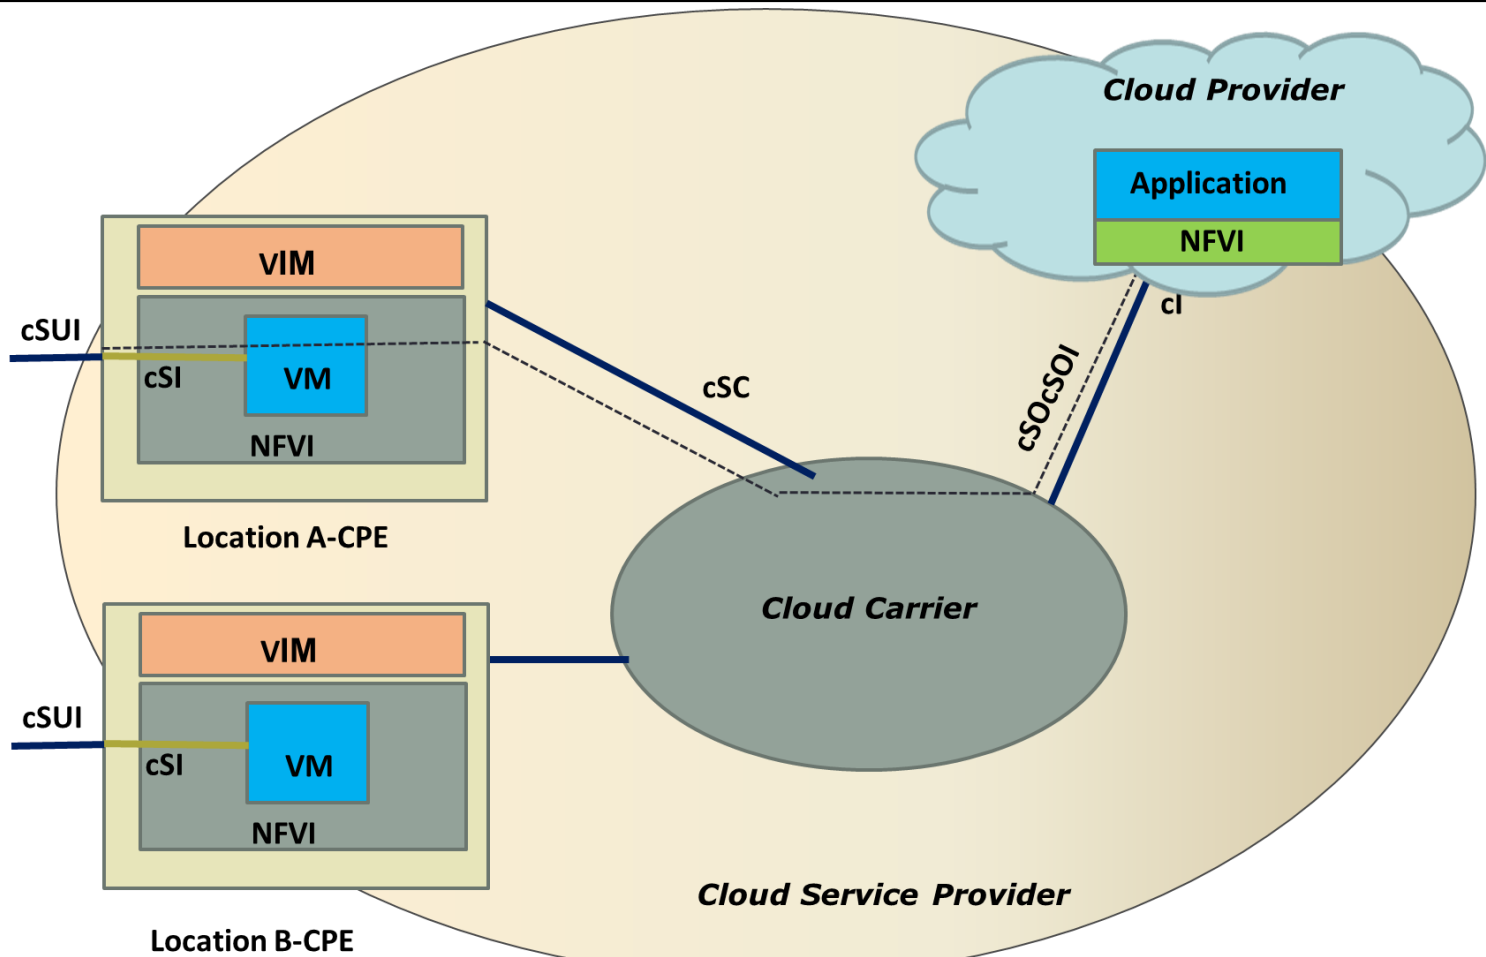 Cloud Provider
Application
NFVI
cI
vIM
cSUI
cSI
VM
NFVI
cSC
cSOcSOI
Location A-CPE
Cloud Carrier
vIM
cSUI
cSI
VM
NFVI
Cloud Service Provider
Location B-CPE